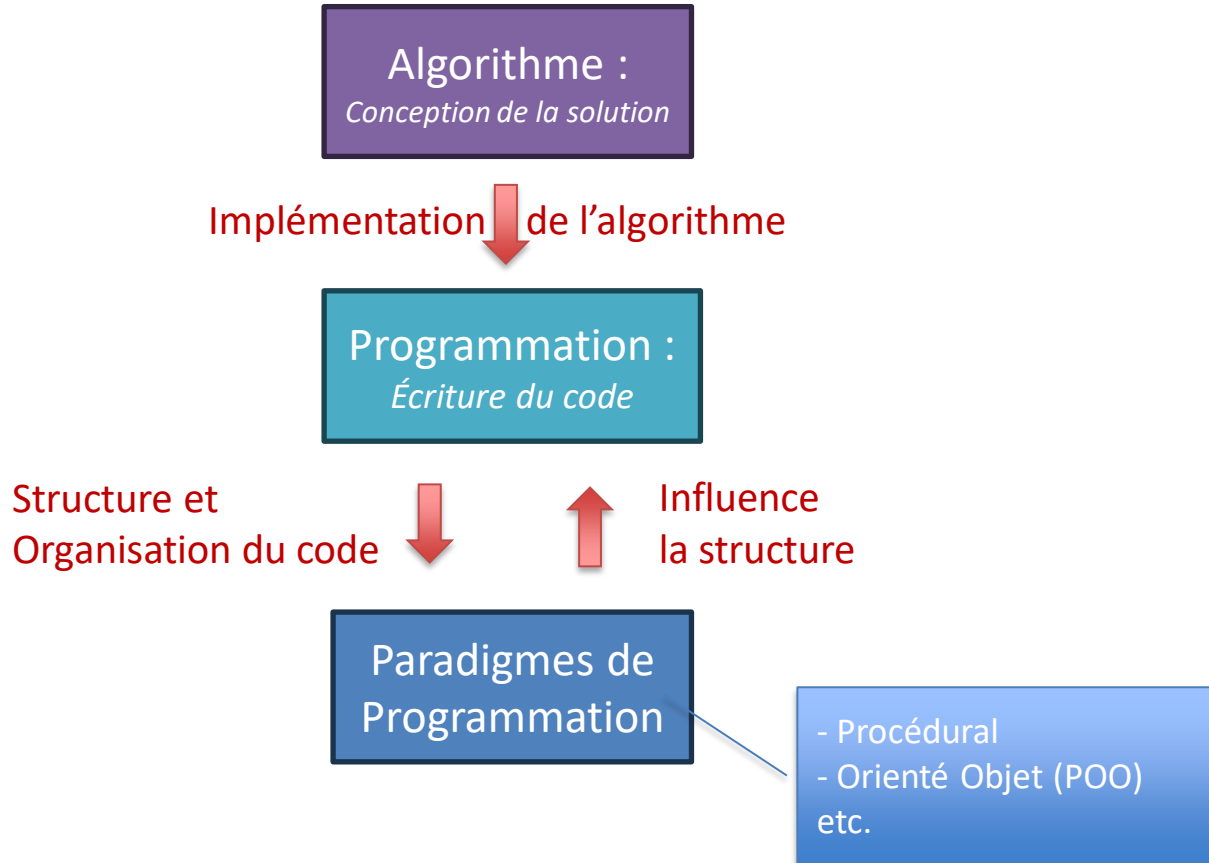 Algorithme :
Conception de la solution
Implémentation de l’algorithme
Programmation :
Écriture du code
Structure et
Organisation du code
Influence
la structure
Paradigmes de
Programmation
- Procédural
- Orienté Objet (POO)
etc.